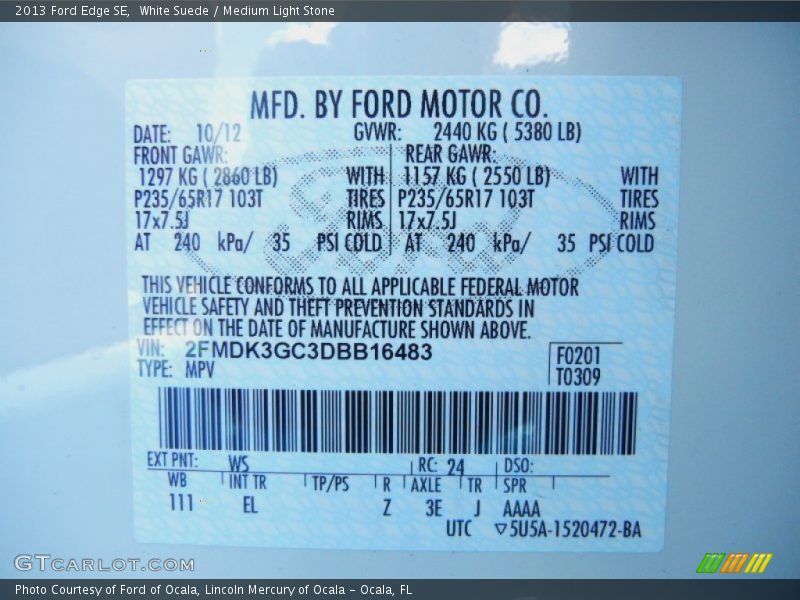 2013 Ford Edge SE, White Suede / Medium Light Stone
MFD. BY FORD MOTOR CO.
DATE: 10/12 GVWR: 2440 KG ( 5380 LB)
FRONT GAWR: REAR GAWR:
1297 KG ( 2860 LB) WITH 1157 KG ( 2550 LB) WITH
P235/65R17 103T TIRES P235/65R17 103T TIRES
17x7.5J RIMS 17x7.5J RIMS
AT 240 kPa/ 35 PSI COLD AT 240 kPa/ 35 PSI COLD
THIS VEHICLE CONFORMS TO ALL APPLICABLE FEDERAL MOTOR
VEHICLE SAFETY AND THEFT PREVENTION STANDARDS IN
EFFECT ON THE DATE OF MANUFACTURE SHOWN ABOVE.
VIN: 2FMDK3GC3DBB16483 F0201
TYPE: MPV T0309
EXT PNT: WS RC: 24 DSO:
WB INT TR TP/PS R AXLE TR SPR
111 EL Z 3E J AAAA
UTC ▽5U5A-1520472-BA
GTCARLOT.COM
Photo Courtesy of Ford of Ocala, Lincoln Mercury of Ocala – Ocala, FL